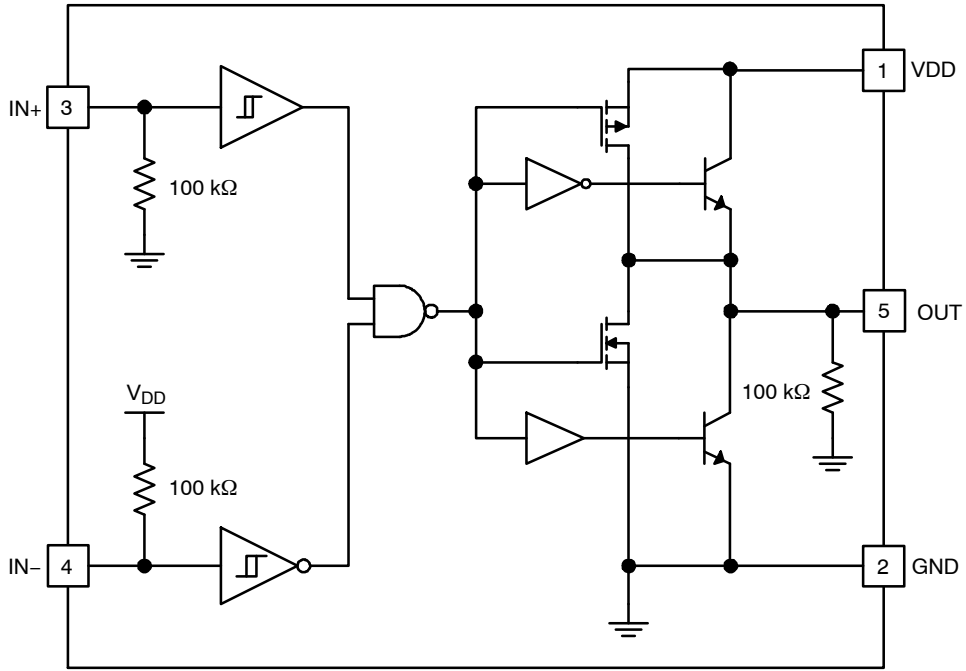 1 VDD
IN+ 3
100 kΩ
5 OUT
V_DD
100 kΩ
100 kΩ
IN− 4
2 GND